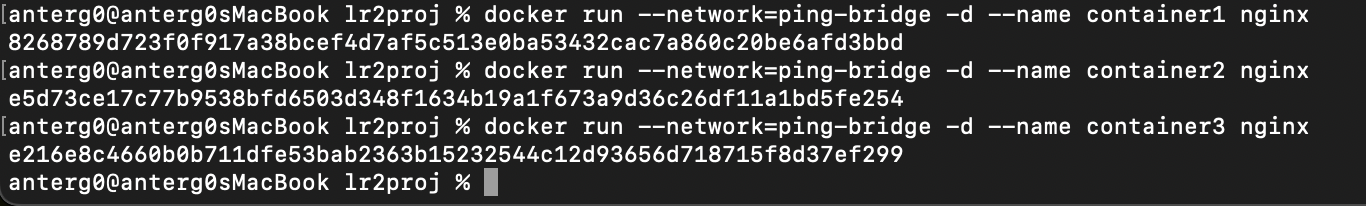 [anterg0@anterg0sMacBook lr2proj % docker run --network=ping-bridge -d --name container1 nginx
8268789d723f0f917a38bcef4d7af5c513e0ba53432cac7a860c20be6afd3bbd
[anterg0@anterg0sMacBook lr2proj % docker run --network=ping-bridge -d --name container2 nginx
e5d73ce17c77b9538bfd6503d348f1634b19a1f673a9d36c26df11a1bd5fe254
[anterg0@anterg0sMacBook lr2proj % docker run --network=ping-bridge -d --name container3 nginx
e216e8c4660b0b711dfe53bab2363b15232544c12d93656d718715f8d37ef299
anterg0@anterg0sMacBook lr2proj %